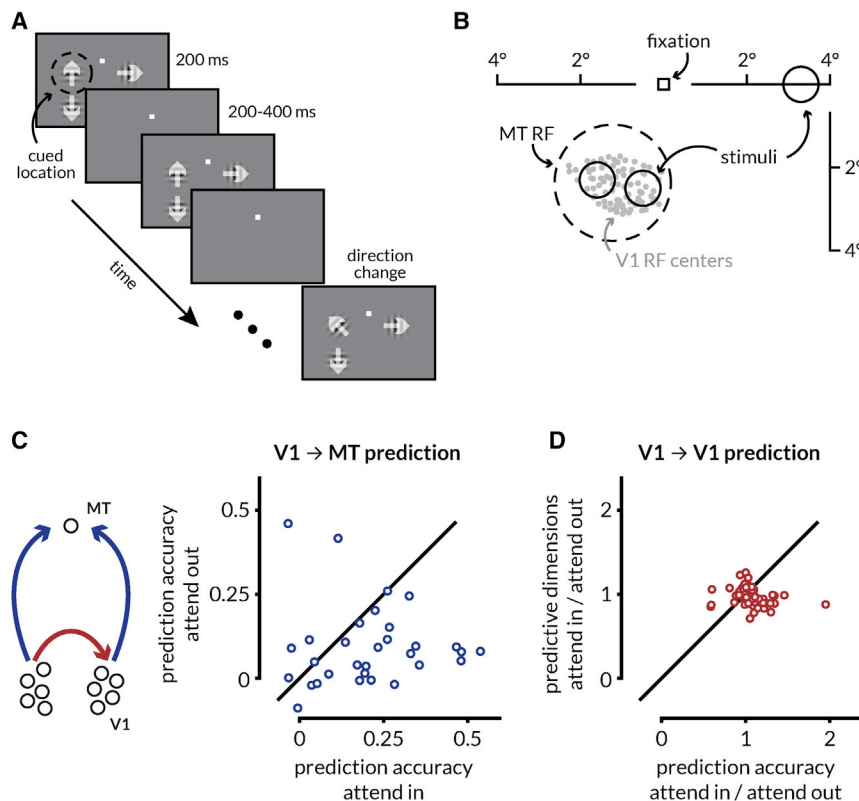 A
200 ms
200-400 ms
cued
location
time
direction
change
B
fixation
4° 2° 2° 4°
MT RF
stimuli
2°
V1 RF centers
4°
C
V1 → MT prediction
MT
V1
prediction accuracy
attend out
0.5
0.25
0
0 0.25 0.5
prediction accuracy
attend in
D
V1 → V1 prediction
predictive dimensions
attend in / attend out
2
1
0
0 1 2
prediction accuracy
attend in / attend out